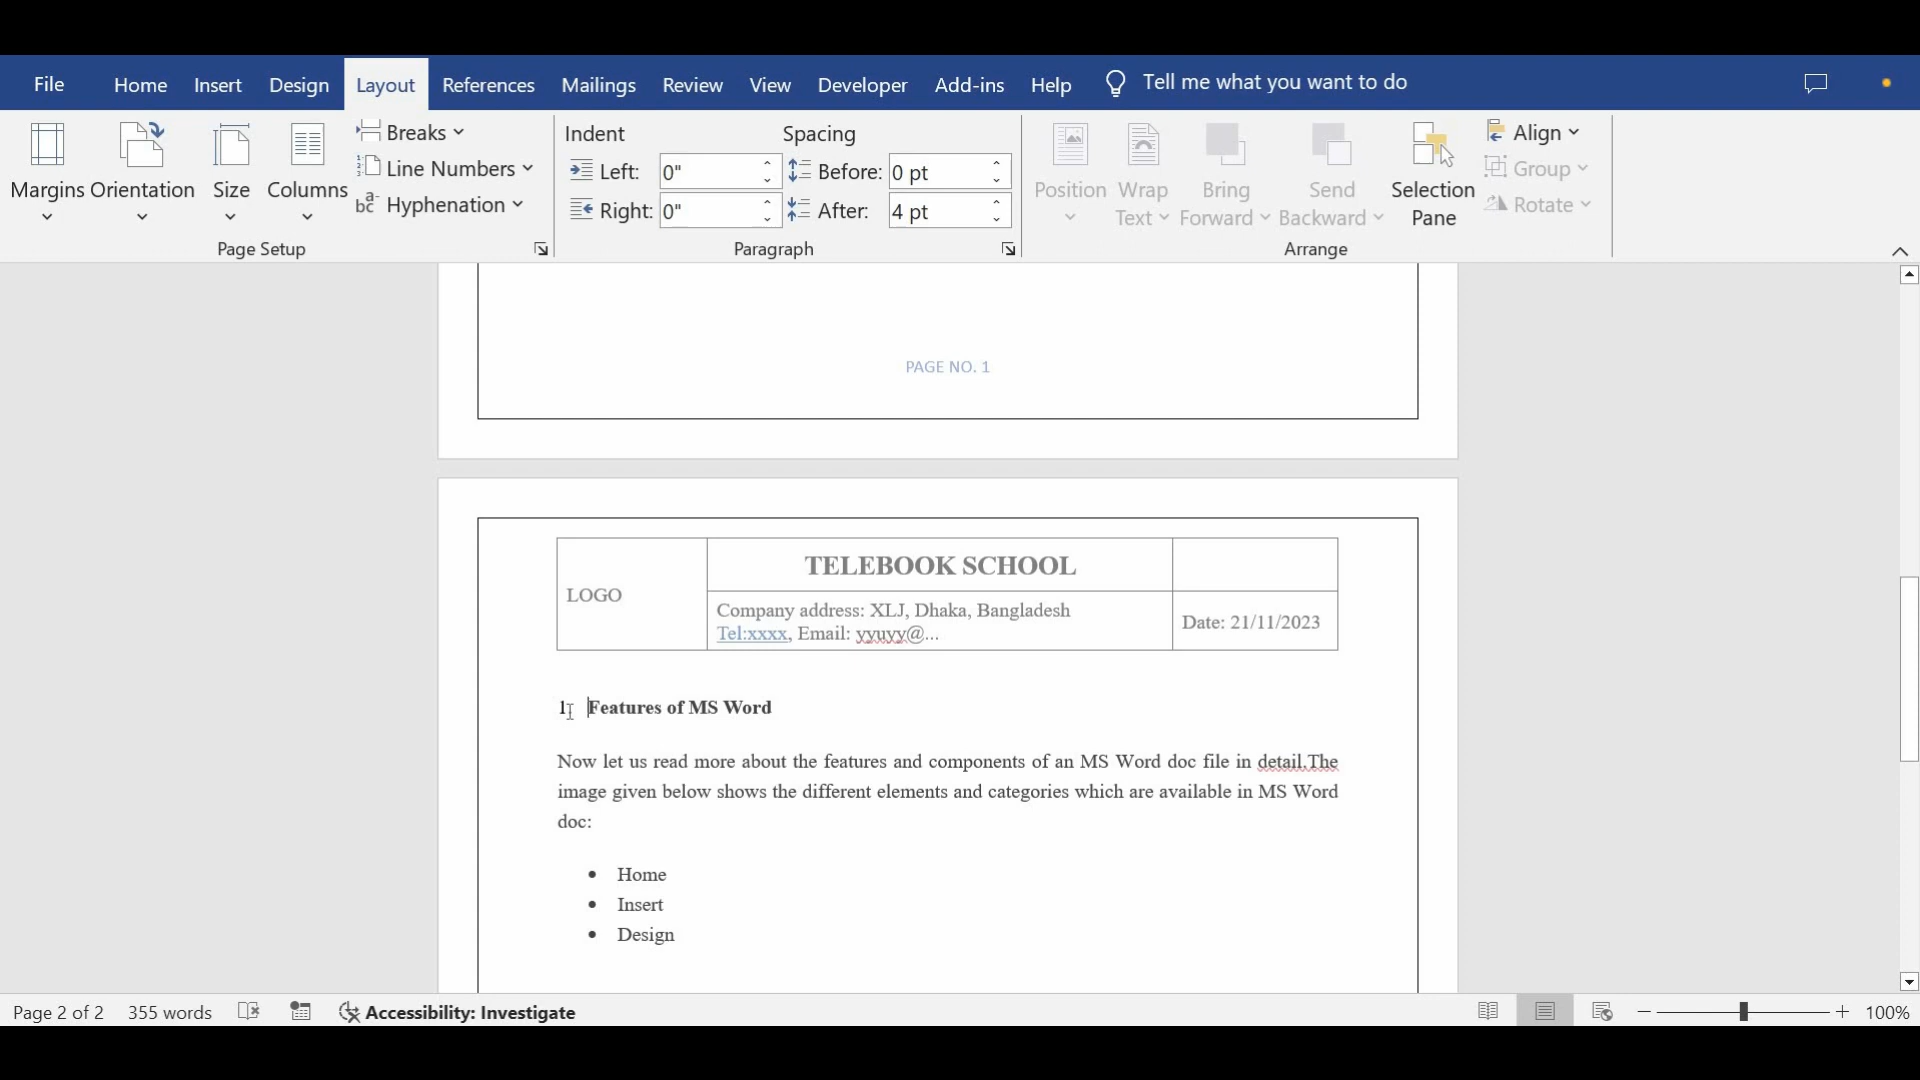 File Home Insert Design Layout References Mailings Review View Developer Add-ins Help Tell me what you want to do
Margins Orientation Size Columns
Breaks
Line Numbers
Hyphenation
Page Setup
Indent Spacing
Left: 0" Before: 0 pt
Right: 0" After: 4 pt
Paragraph
Position Wrap Text Bring Forward Send Backward Selection Pane
Align
Group
Rotate
Arrange
PAGE NO. 1
LOGO
TELEBOOK SCHOOL
Company address: XLJ, Dhaka, Bangladesh
Tel:xxxx, Email: yyuyy@...
Date: 21/11/2023
1. Features of MS Word
Now let us read more about the features and components of an MS Word doc file in detail.The
image given below shows the different elements and categories which are available in MS Word
doc:
• Home
• Insert
• Design
Page 2 of 2 355 words Accessibility: Investigate 100%